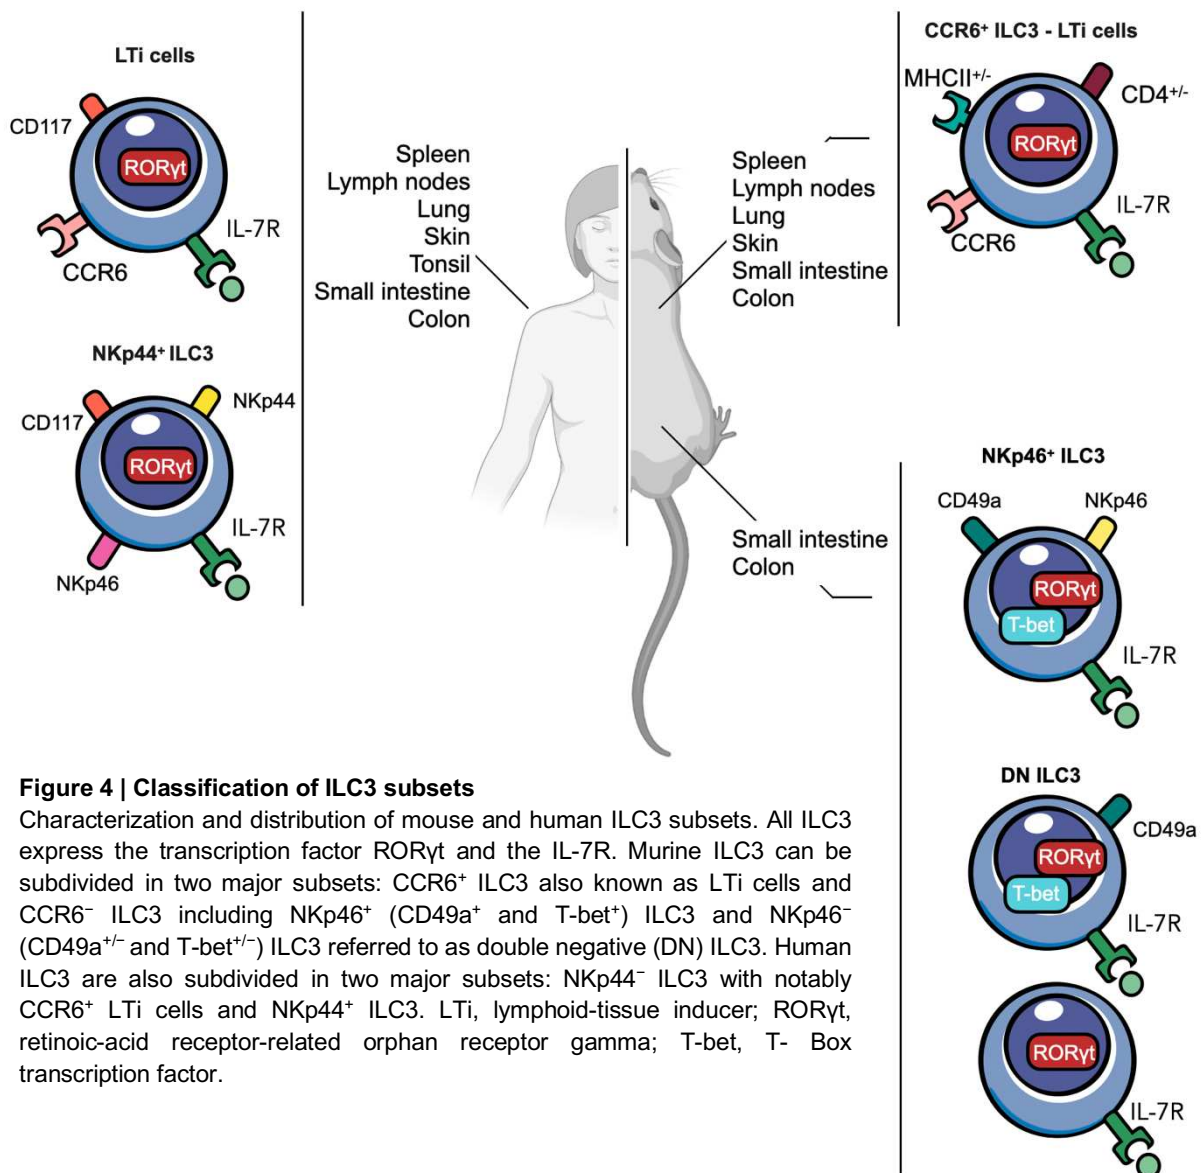 LTi cells
CD117
RORγt
IL-7R
CCR6
NKp44⁺ ILC3
CD117
NKp44
RORγt
IL-7R
NKp46
Spleen
Lymph nodes
Lung
Skin
Tonsil
Small intestine
Colon
Spleen
Lymph nodes
Lung
Skin
Small intestine
Colon
Small intestine
Colon
CCR6⁺ ILC3 - LTi cells
MHCII⁺/⁻
CD4⁺/⁻
RORγt
IL-7R
CCR6
NKp46⁺ ILC3
CD49a
NKp46
RORγt
T-bet
IL-7R
DN ILC3
CD49a
RORγt
T-bet
IL-7R
RORγt
IL-7R
Figure 4 | Classification of ILC3 subsets
Characterization and distribution of mouse and human ILC3 subsets. All ILC3
express the transcription factor RORγt and the IL-7R. Murine ILC3 can be
subdivided in two major subsets: CCR6⁺ ILC3 also known as LTi cells and
CCR6⁻ ILC3 including NKp46⁺ (CD49a⁺ and T-bet⁺) ILC3 and NKp46⁻
(CD49a⁺/⁻ and T-bet⁺/⁻) ILC3 referred to as double negative (DN) ILC3. Human
ILC3 are also subdivided in two major subsets: NKp44⁻ ILC3 with notably
CCR6⁺ LTi cells and NKp44⁺ ILC3. LTi, lymphoid-tissue inducer; RORγt,
retinoic-acid receptor-related orphan receptor gamma; T-bet, T- Box
transcription factor.